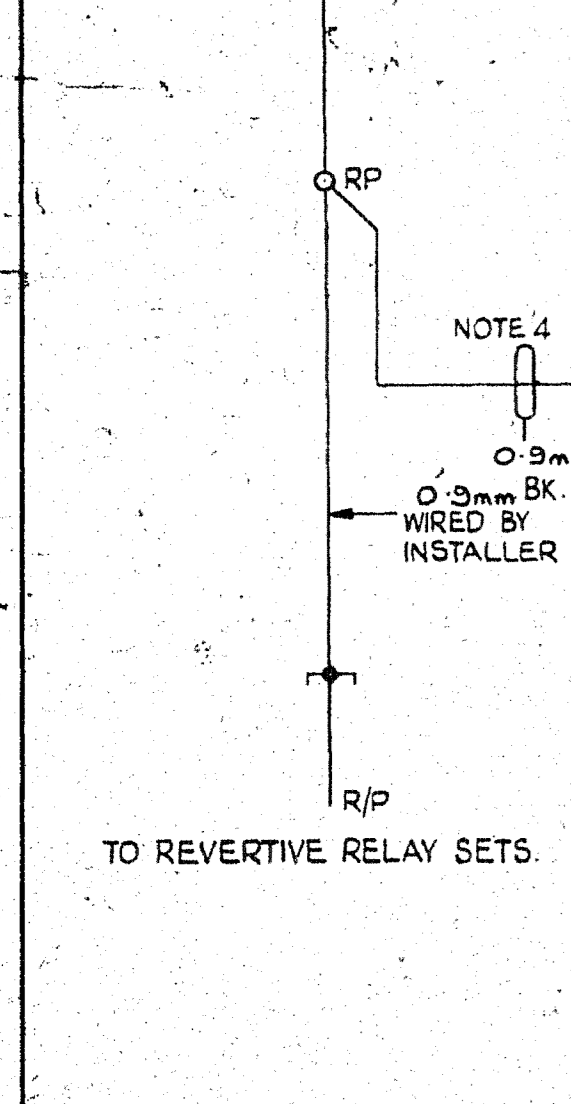 RP
NOTE 4
0.9m
0.9mm BK.
WIRED BY
INSTALLER
R/P
TO REVERTIVE RELAY SETS.